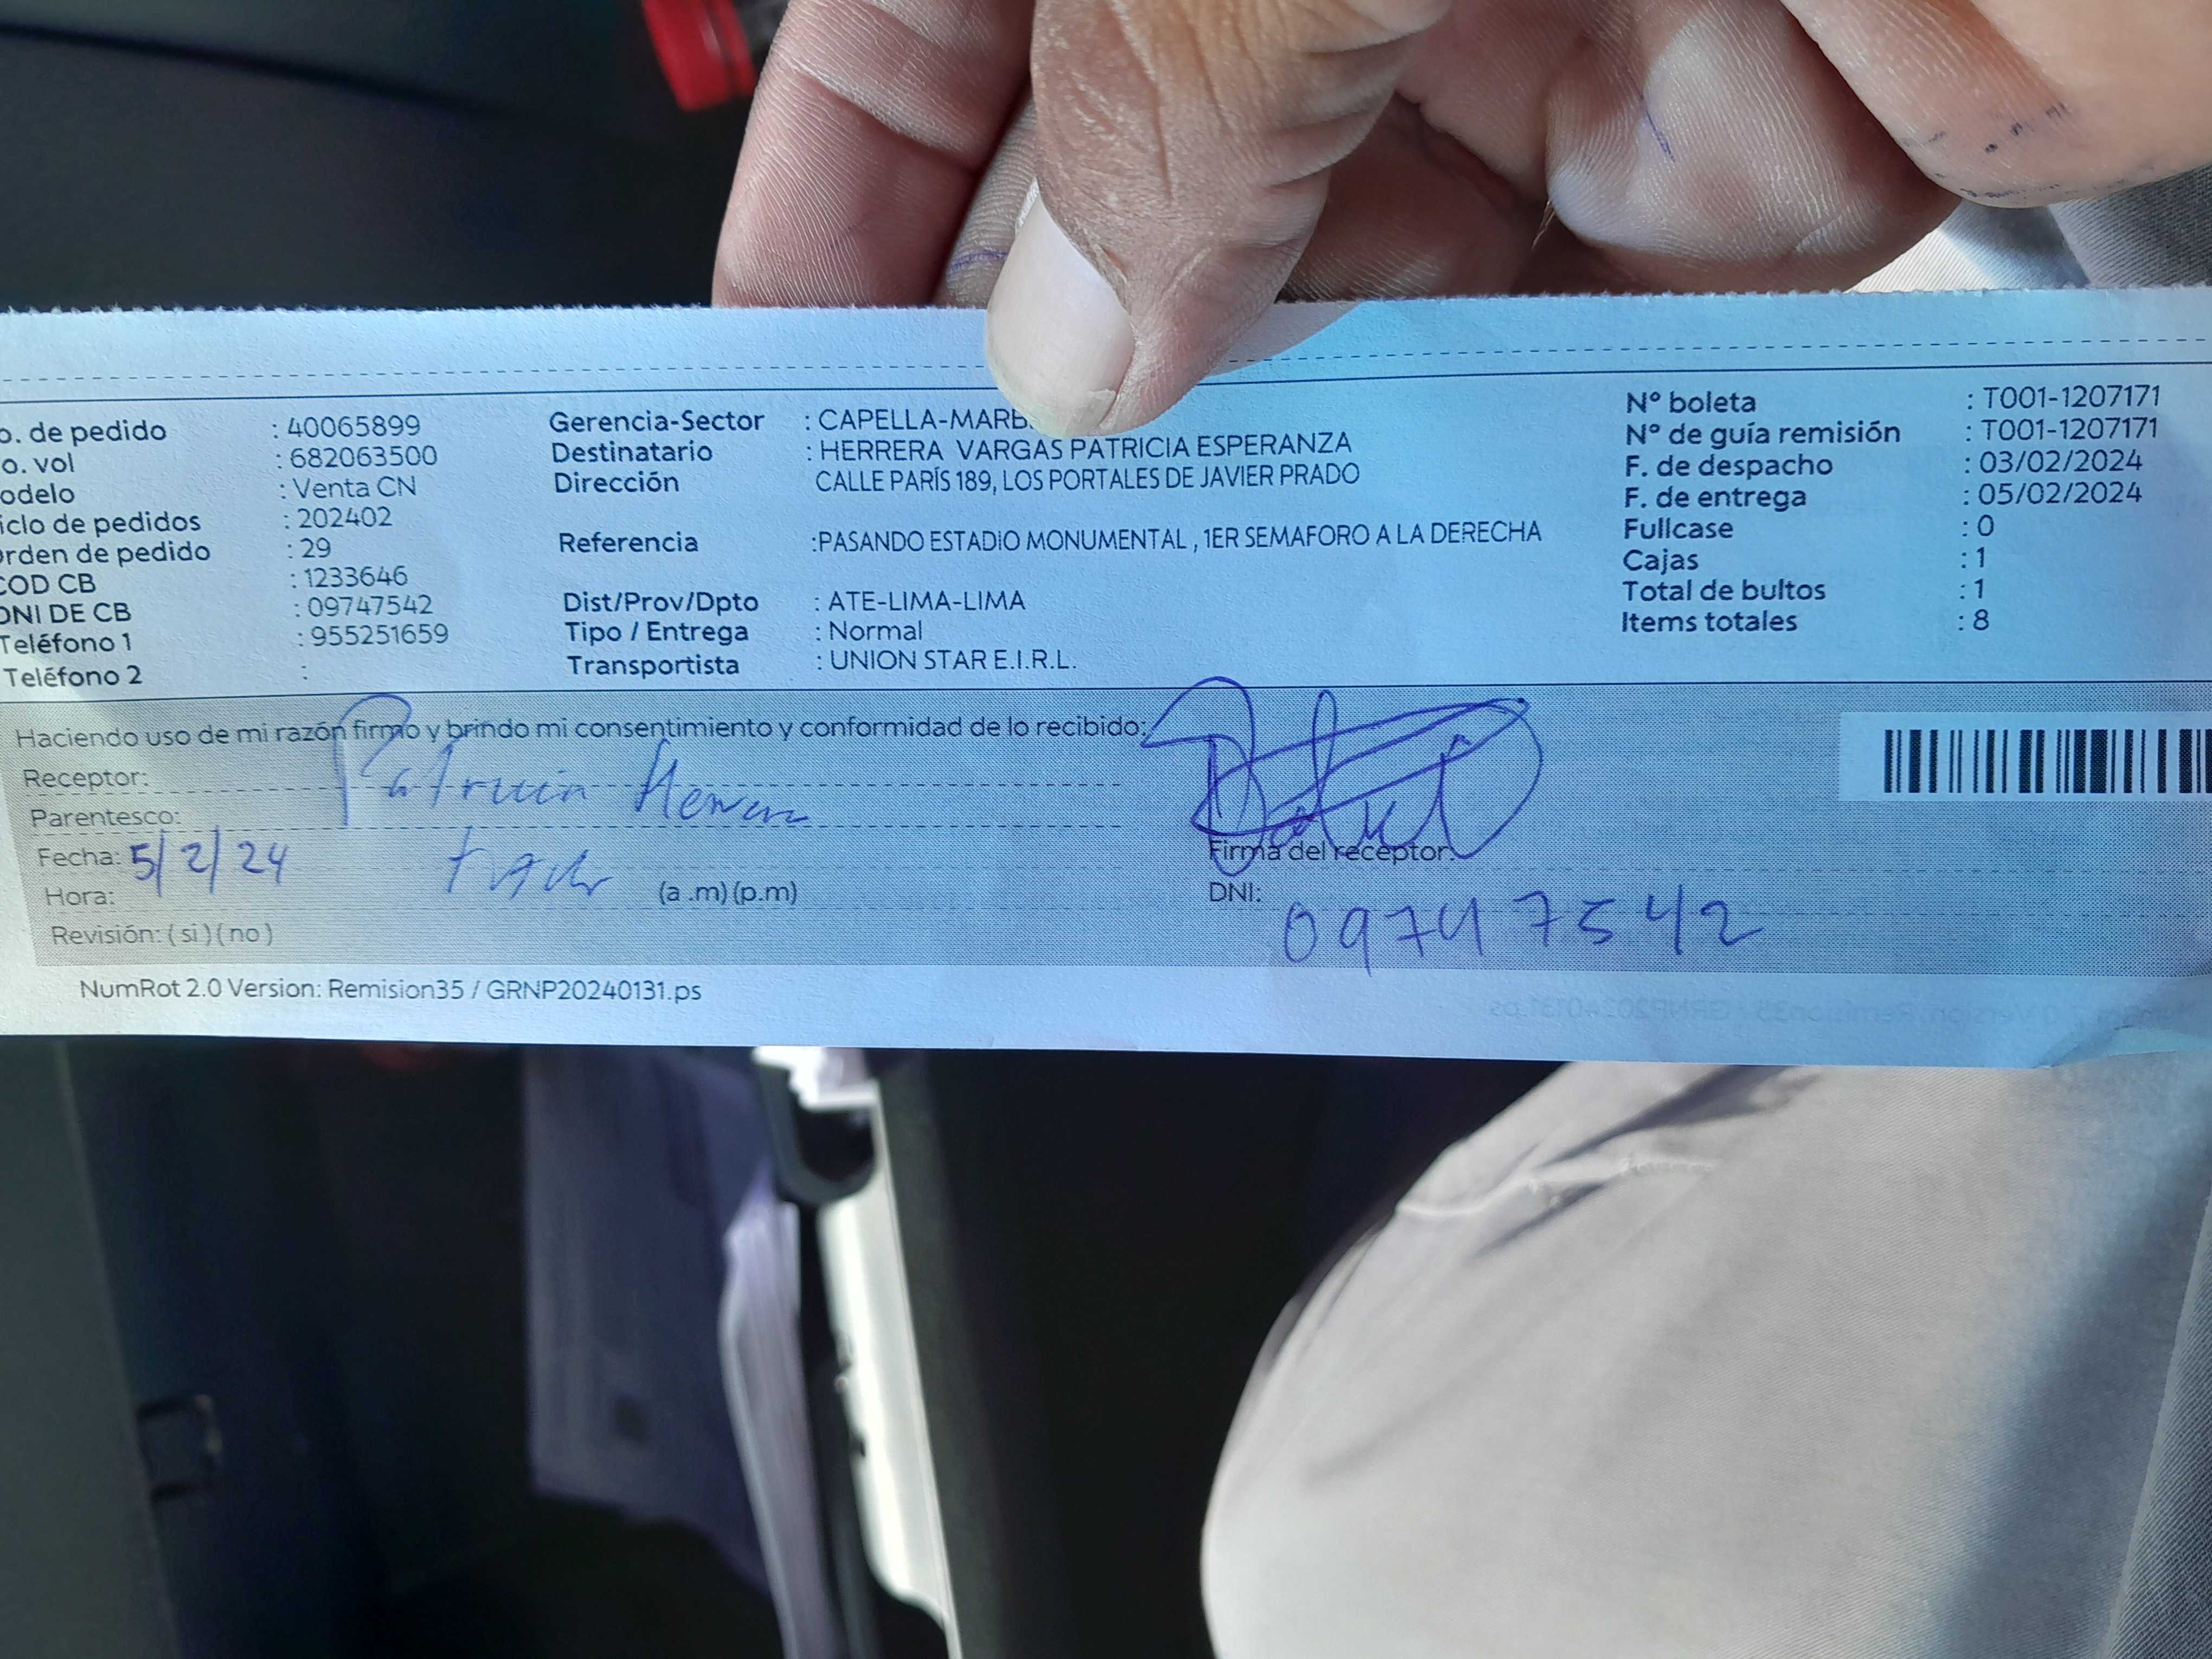 o. de pedido : 40065899 Gerencia-Sector : CAPELLA-MARB Nº boleta : T001-1207171
o. vol : 682063500 Destinatario : HERRERA VARGAS PATRICIA ESPERANZA Nº de guía remisión : T001-1207171
odelo : Venta CN Dirección CALLE PARÍS 189, LOS PORTALES DE JAVIER PRADO F. de despacho : 03/02/2024
iclo de pedidos : 202402 F. de entrega : 05/02/2024
rden de pedido : 29 Referencia :PASANDO ESTADIO MONUMENTAL , 1ER SEMAFORO A LA DERECHA Fullcase : 0
COD CB : 1233646 Cajas : 1
DNI DE CB : 09747542 Dist/Prov/Dpto : ATE-LIMA-LIMA Total de bultos : 1
Teléfono 1 : 955251659 Tipo / Entrega : Normal Items totales : 8
Teléfono 2 : Transportista : UNION STAR E.I.R.L.
Haciendo uso de mi razón firmo y brindo mi consentimiento y conformidad de lo recibido:
Receptor: Patricia Herrera
Parentesco:
Fecha: 5/2/24 Firma del receptor:
Hora: (a .m) (p.m) DNI: 09747542
Revisión: ( si ) ( no )
NumRot 2.0 Version: Remision35 / GRNP20240131.ps